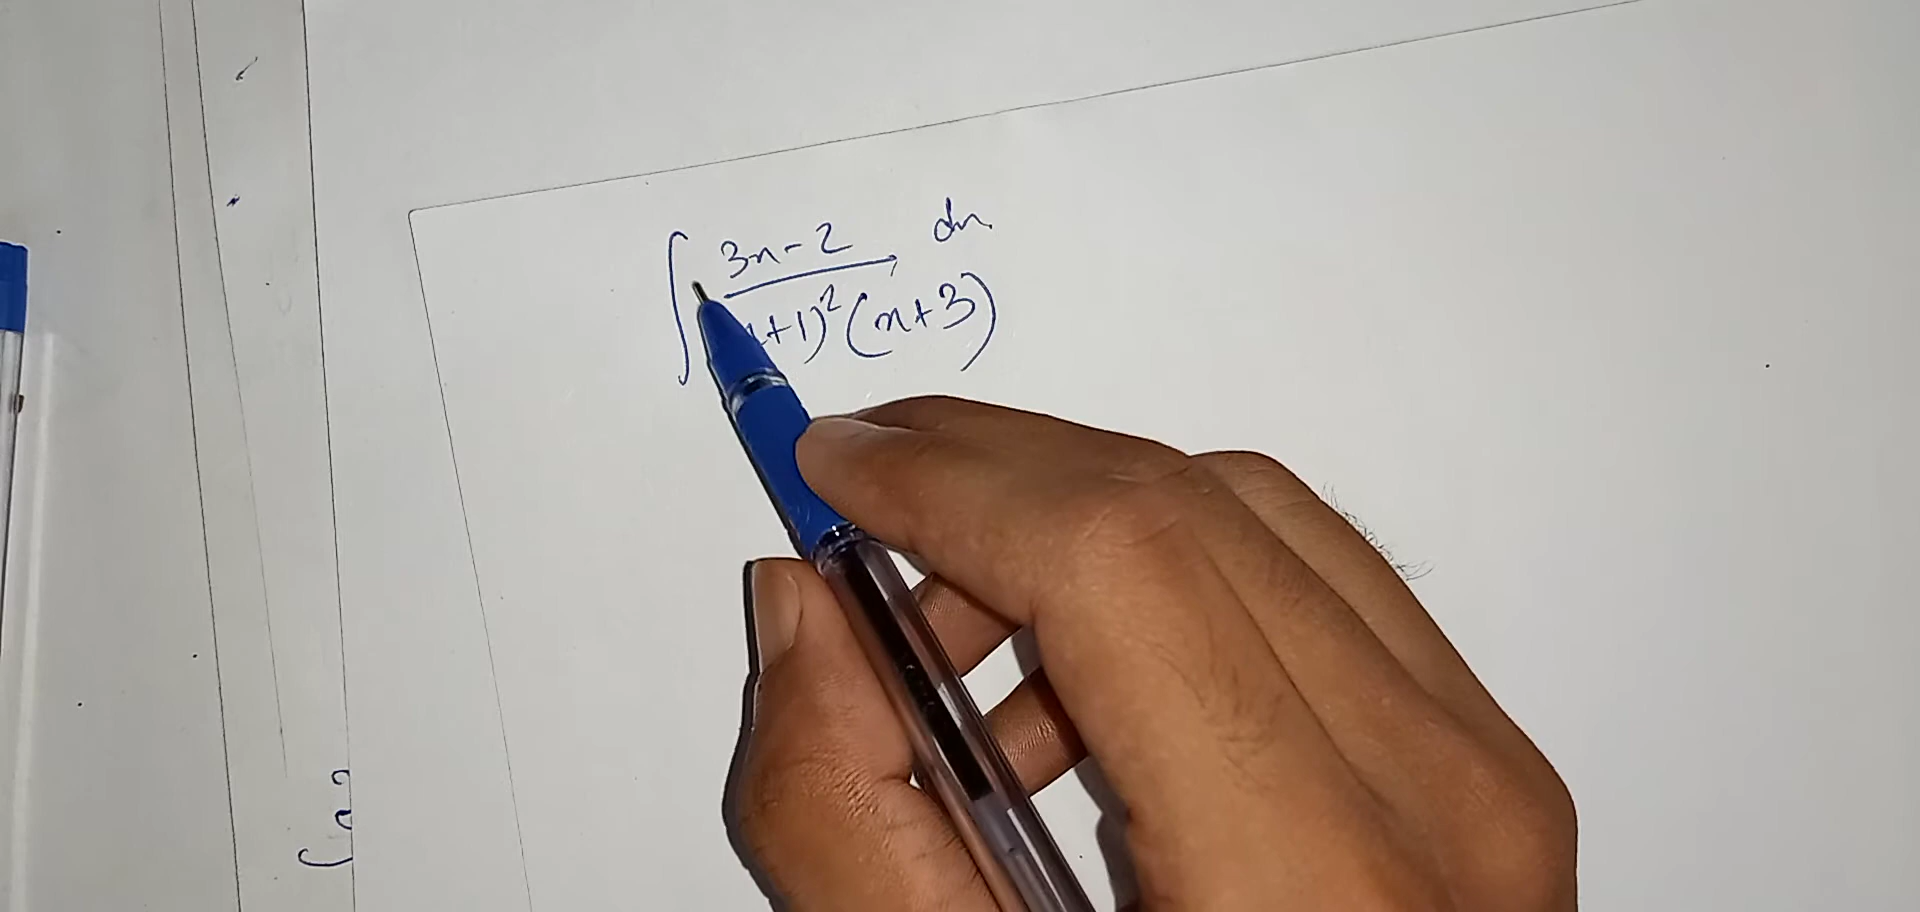 ∫ 3x-2 dx
x+1)² (x+3)